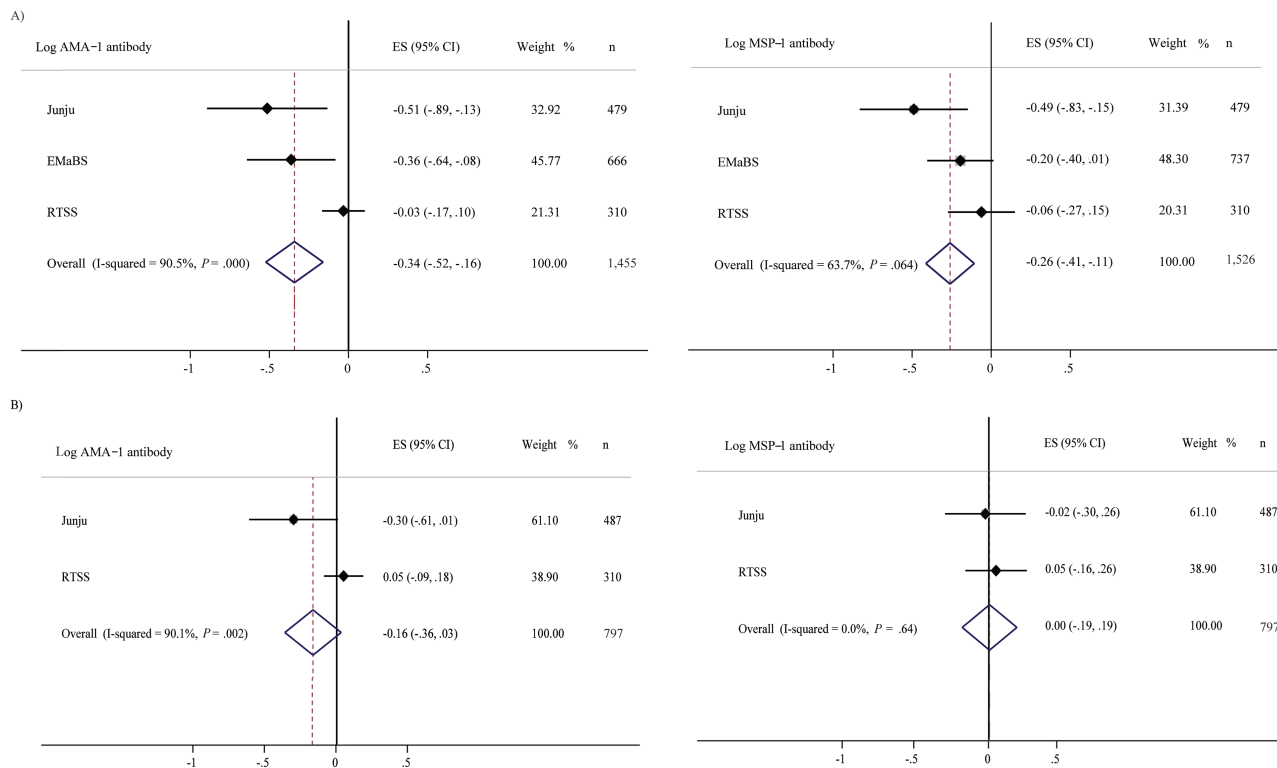 A)
Log AMA-1 antibody ES (95% CI) Weight % n
Junju -0.51 (-.89, -.13) 32.92 479
EMaBS -0.36 (-.64, -.08) 45.77 666
RTSS -0.03 (-.17, .10) 21.31 310
Overall (I-squared = 90.5%, P = .000) -0.34 (-.52, -.16) 100.00 1,455
-1 -.5 0 .5
Log MSP-1 antibody ES (95% CI) Weight % n
Junju -0.49 (-.83, -.15) 31.39 479
EMaBS -0.20 (-.40, .01) 48.30 737
RTSS -0.06 (-.27, .15) 20.31 310
Overall (I-squared = 63.7%, P = .064) -0.26 (-.41, -.11) 100.00 1,526
-1 -.5 0 .5
B)
Log AMA-1 antibody ES (95% CI) Weight % n
Junju -0.30 (-.61, .01) 61.10 487
RTSS 0.05 (-.09, .18) 38.90 310
Overall (I-squared = 90.1%, P = .002) -0.16 (-.36, .03) 100.00 797
-1 -.5 0 .5
Log MSP-1 antibody ES (95% CI) Weight % n
Junju -0.02 (-.30, .26) 61.10 487
RTSS 0.05 (-.16, .26) 38.90 310
Overall (I-squared = 0.0%, P = .64) 0.00 (-.19, .19) 100.00 797
-1 -.5 0 .5